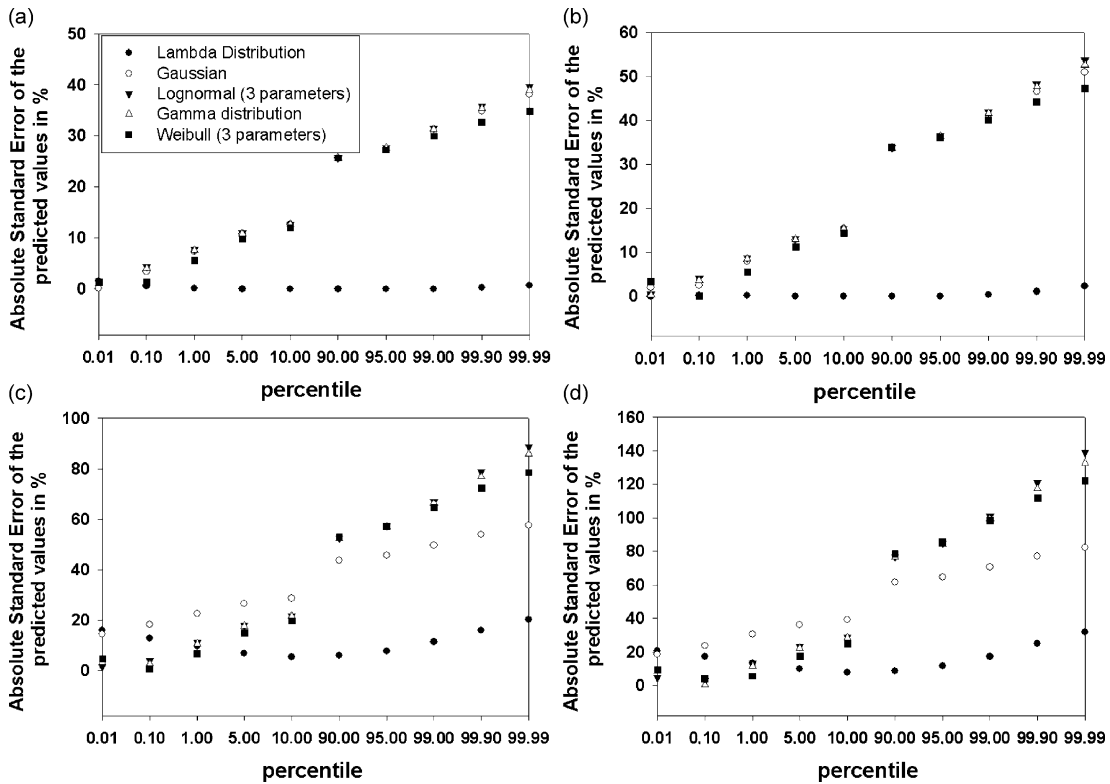 (a)
Absolute Standard Error of the
predicted values in %
50
40
30
20
10
0
Lambda Distribution
Gaussian
Lognormal (3 parameters)
Gamma distribution
Weibull (3 parameters)
0.01 0.10 1.00 5.00 10.00 90.00 95.00 99.00 99.90 99.99
percentile
(b)
Absolute Standard Error of the
predicted values in %
60
50
40
30
20
10
0
0.01 0.10 1.00 5.00 10.00 90.00 95.00 99.00 99.90 99.99
percentile
(c)
Absolute Standard Error of the
predicted values in %
100
80
60
40
20
0
0.01 0.10 1.00 5.00 10.00 90.00 95.00 99.00 99.90 99.99
percentile
(d)
Absolute Standard Error of the
predicted values in %
160
140
120
100
80
60
40
20
0
0.01 0.10 1.00 5.00 10.00 90.00 95.00 99.00 99.90 99.99
percentile